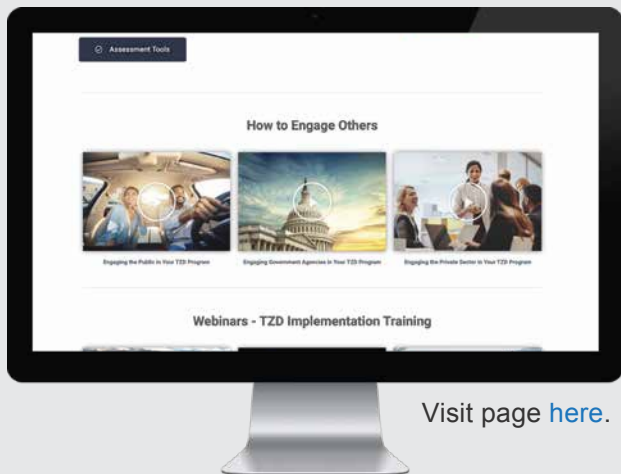 Assessment Tools
How to Engage Others
Engaging the Public in Your TZD Program
Engaging Government Agencies in Your TZD Program
Engaging the Private Sector in Your TZD Program
Webinars - TZD Implementation Training
Visit page here.